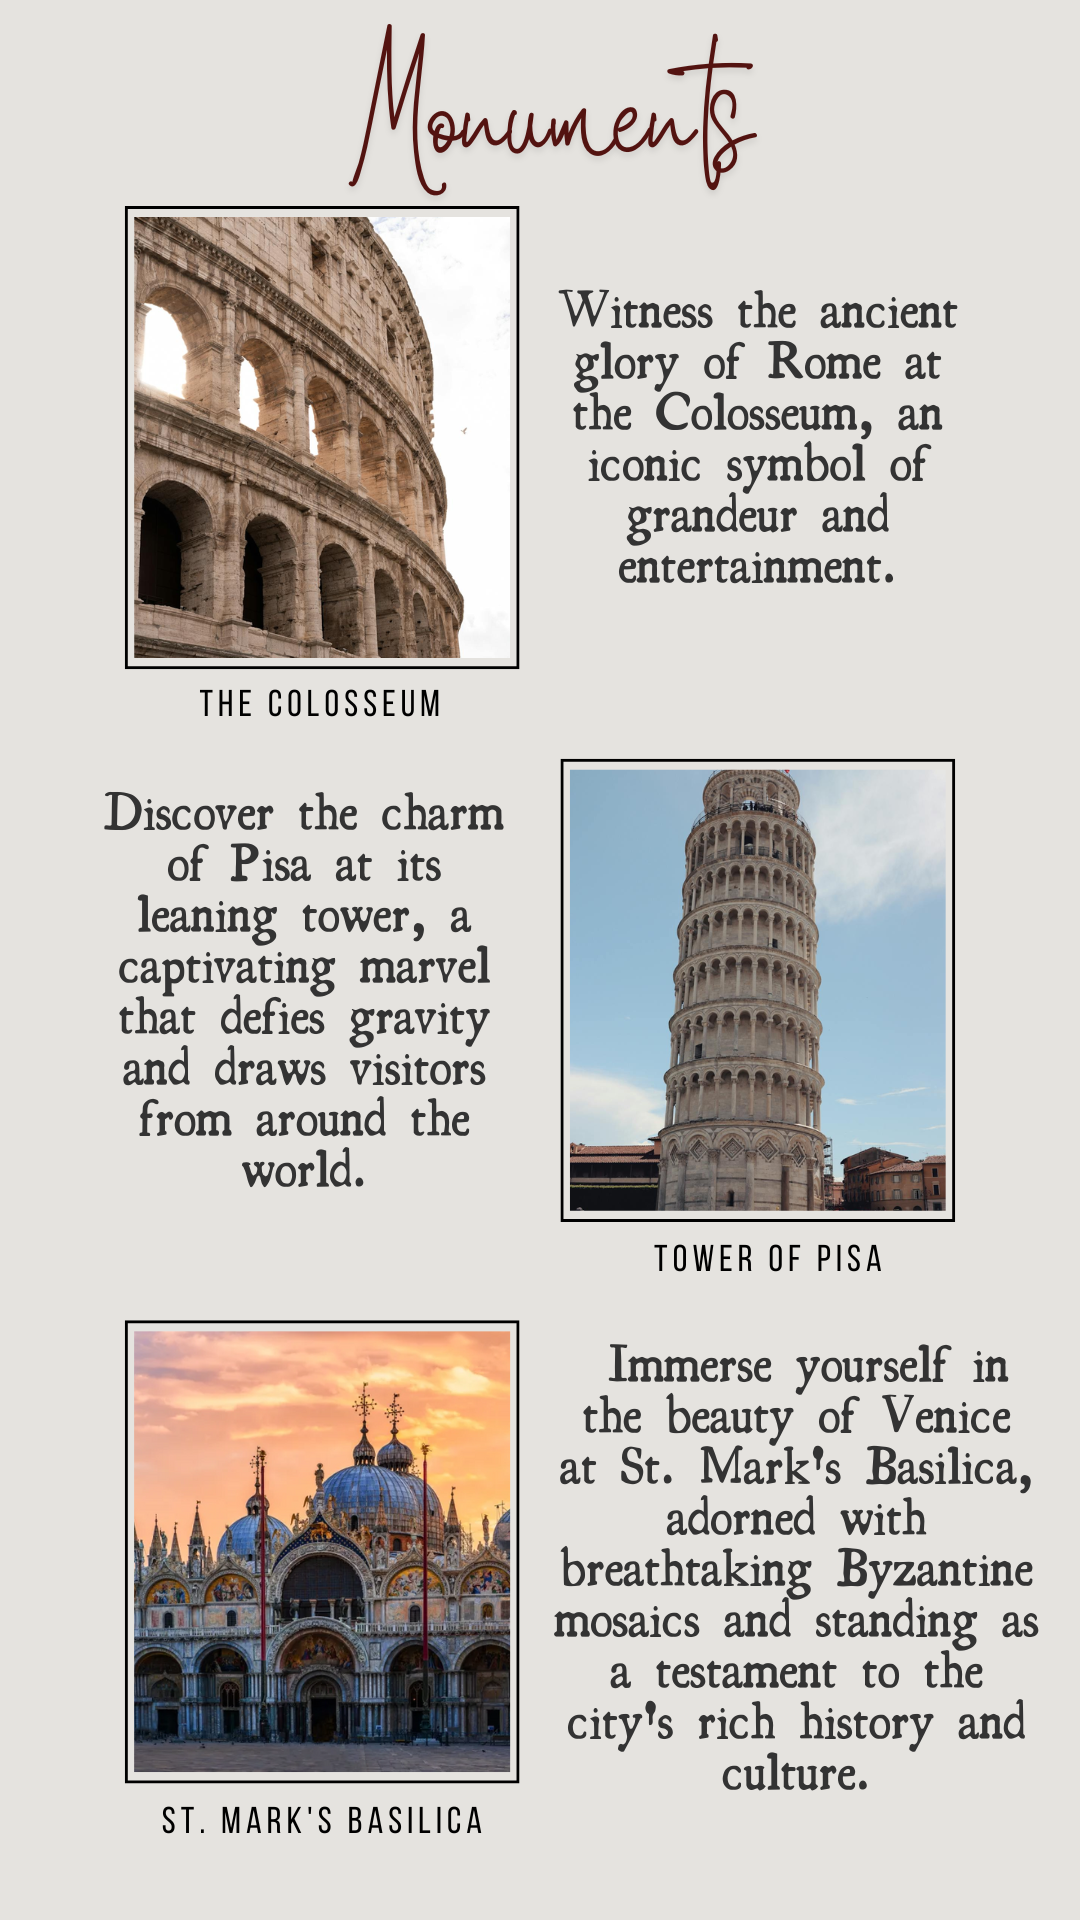 Monuments
Witness the ancient
glory of Rome at
the Colosseum, an
iconic symbol of
grandeur and
entertainment.
THE COLOSSEUM
Discover the charm
of Pisa at its
leaning tower, a
captivating marvel
that defies gravity
and draws visitors
from around the
world.
TOWER OF PISA
Immerse yourself in
the beauty of Venice
at St. Mark's Basilica,
adorned with
breathtaking Byzantine
mosaics and standing as
a testament to the
city's rich history and
culture.
ST. MARK'S BASILICA